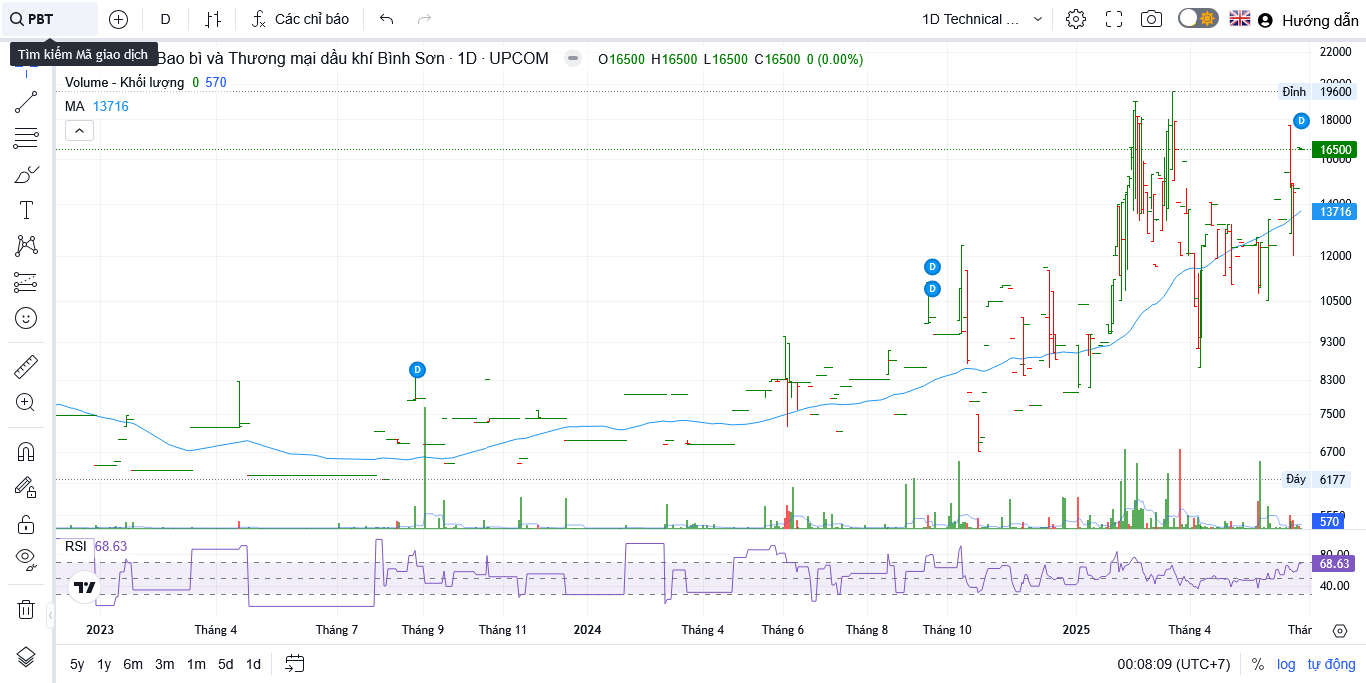 PBT
D
Các chỉ báo
1D Technical ...
Hướng dẫn
Tìm kiếm Mã giao dịch
Bao bì và Thương mại dầu khí Bình Sơn · 1D · UPCOM
O16500 H16500 L16500 C16500 0 (0.00%)
Volume - Khối lượng 0 570
MA 13716
22000
20000
Đỉnh 19600
18000
16500
16000
14000
13716
12000
10500
9300
8300
7500
6700
Đáy 6177
5550
570
D
D
D
D
RSI 68.63
80.00
68.63
40.00
2023 Tháng 4 Tháng 7 Tháng 9 Tháng 11 2024 Tháng 4 Tháng 6 Tháng 8 Tháng 10 2025 Tháng 4 Thár
5y 1y 6m 3m 1m 5d 1d
00:08:09 (UTC+7) % log tự động